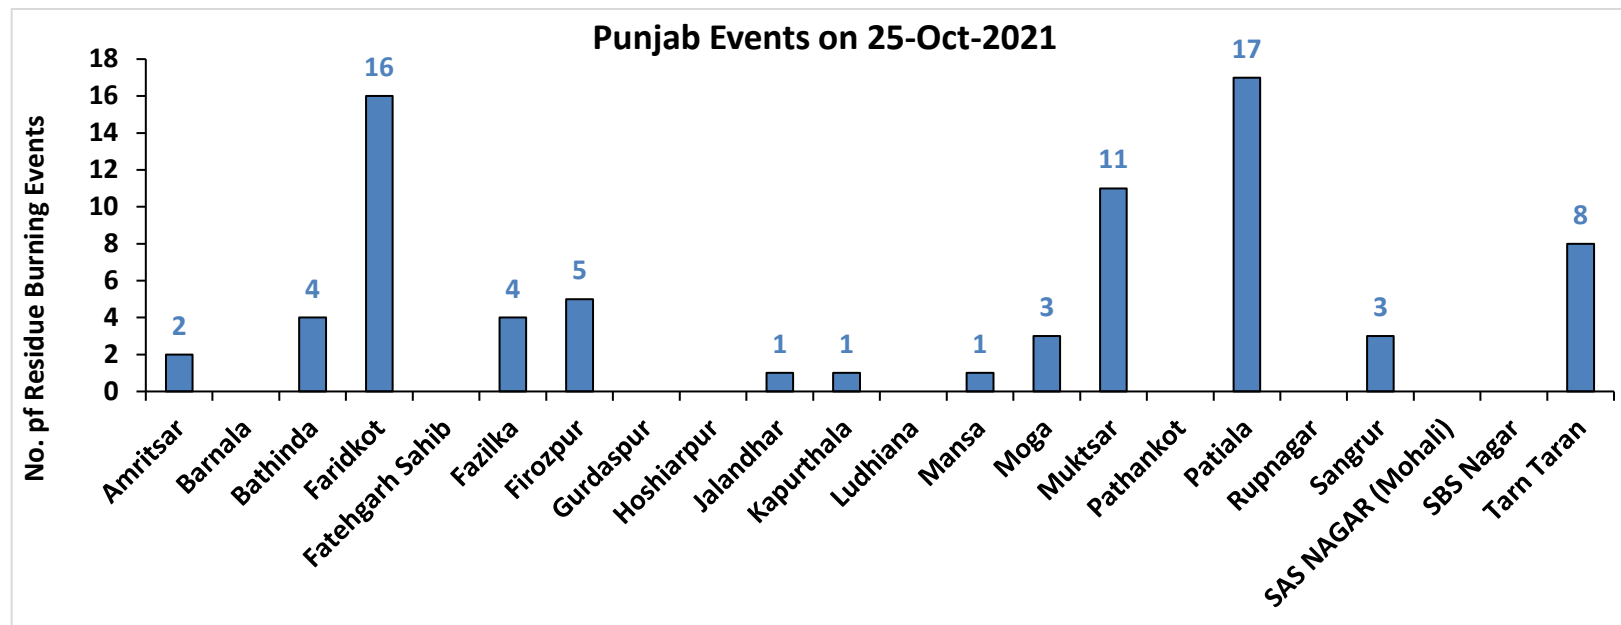 Punjab Events on 25-Oct-2021
No. pf Residue Burning Events
18
16
14
12
10
8
6
4
2
0
2
4
16
4
5
1
1
1
3
11
17
3
8
Amritsar
Barnala
Bathinda
Faridkot
Fatehgarh Sahib
Fazilka
Firozpur
Gurdaspur
Hoshiarpur
Jalandhar
Kapurthala
Ludhiana
Mansa
Moga
Muktsar
Pathankot
Patiala
Rupnagar
Sangrur
SAS NAGAR (Mohali)
SBS Nagar
Tarn Taran